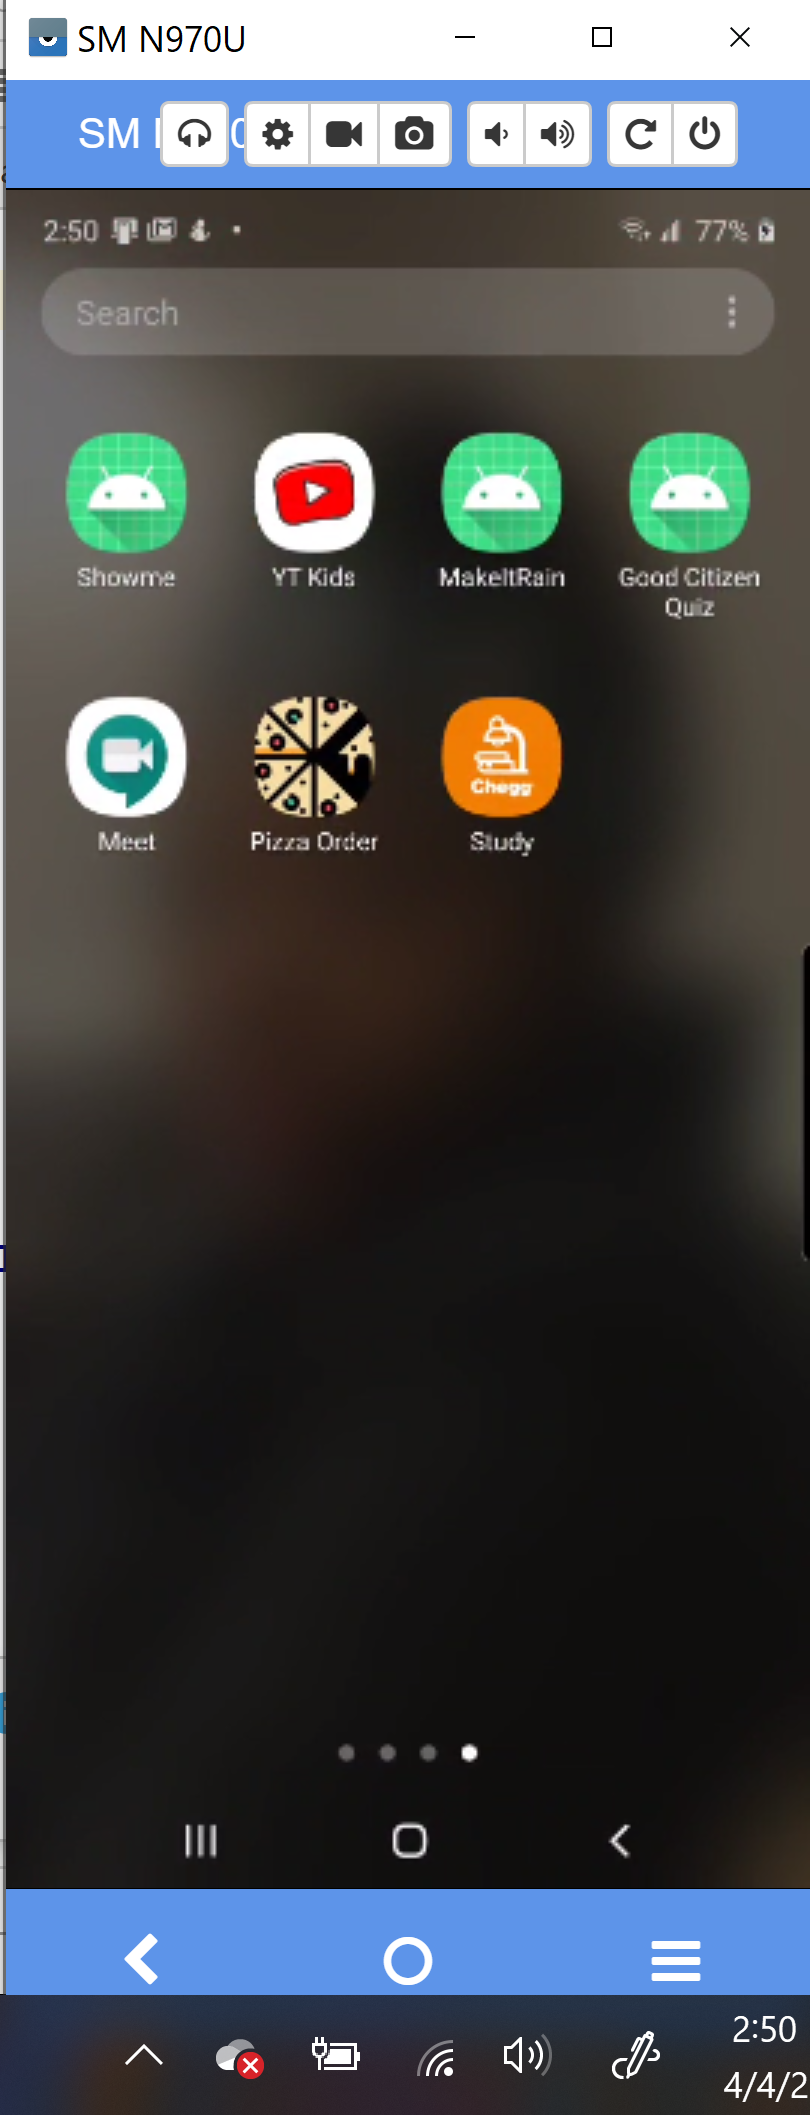 SM N970U
SM
2:50
77%
Search
Showme
YT Kids
MakeItRain
Good Citizen
Quiz
Chegg
Meet
Pizza Order
Study
2:50
4/4/2